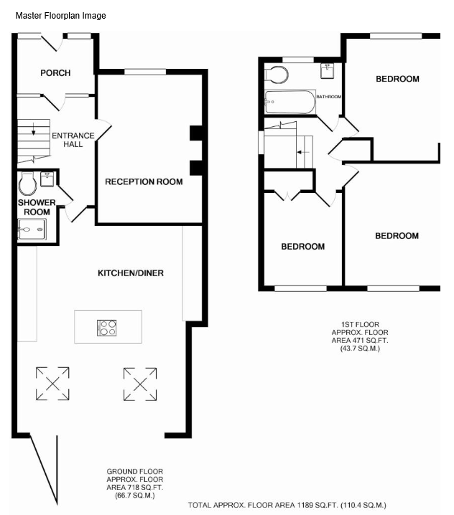 Master Floorplan Image
PORCH
ENTRANCE
HALL
RECEPTION ROOM
SHOWER
ROOM
KITCHEN/DINER
GROUND FLOOR
APPROX. FLOOR
AREA 718 SQ.FT.
(66.7 SQ.M.)
BATHROOM
BEDROOM
BEDROOM
BEDROOM
1ST FLOOR
APPROX. FLOOR
AREA 471 SQ.FT.
(43.7 SQ.M.)
TOTAL APPROX. FLOOR AREA 1189 SQ.FT. (110.4 SQ.M.)